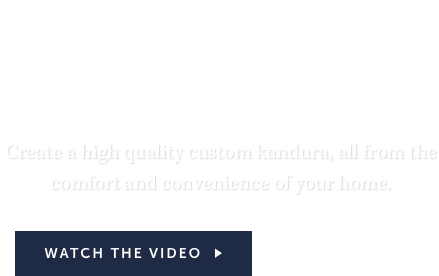 Create a high quality custom kandura, all from the
comfort and convenience of your home.
WATCH THE VIDEO